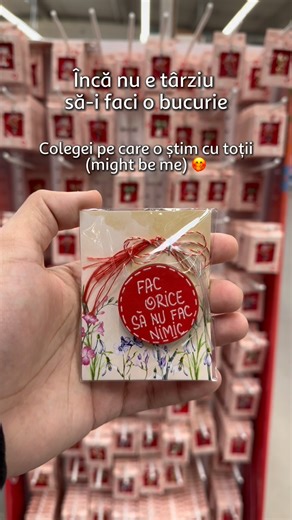 Încă nu e târziu
să-i faci o bucurie
Colegei pe care o știm cu toții
(might be me) 🥰
FAC
ORICE
SĂ NU FAC
NIMIC